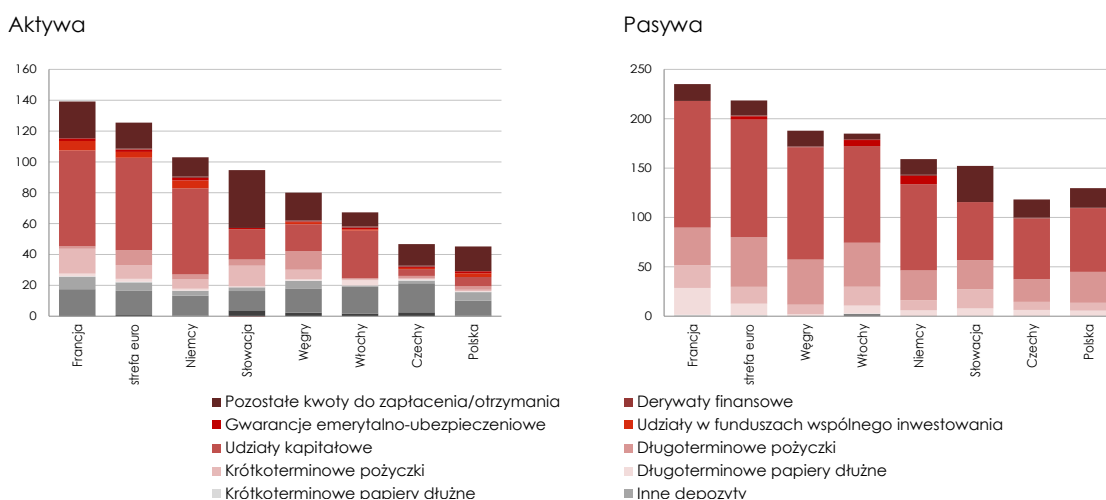 Aktywa
160
140
120
100
80
60
40
20
0
Francja
strefa euro
Niemcy
Słowacja
Węgry
Włochy
Czechy
Polska
Pasywa
250
200
150
100
50
0
Francja
strefa euro
Węgry
Włochy
Niemcy
Słowacja
Czechy
Polska
Pozostałe kwoty do zapłacenia/otrzymania
Gwarancje emerytalno-ubezpieczeniowe
Udziały kapitałowe
Krótkoterminowe pożyczki
Krótkoterminowe papiery dłużne
Derywaty finansowe
Udziały w funduszach wspólnego inwestowania
Długoterminowe pożyczki
Długoterminowe papiery dłużne
Inne depozyty